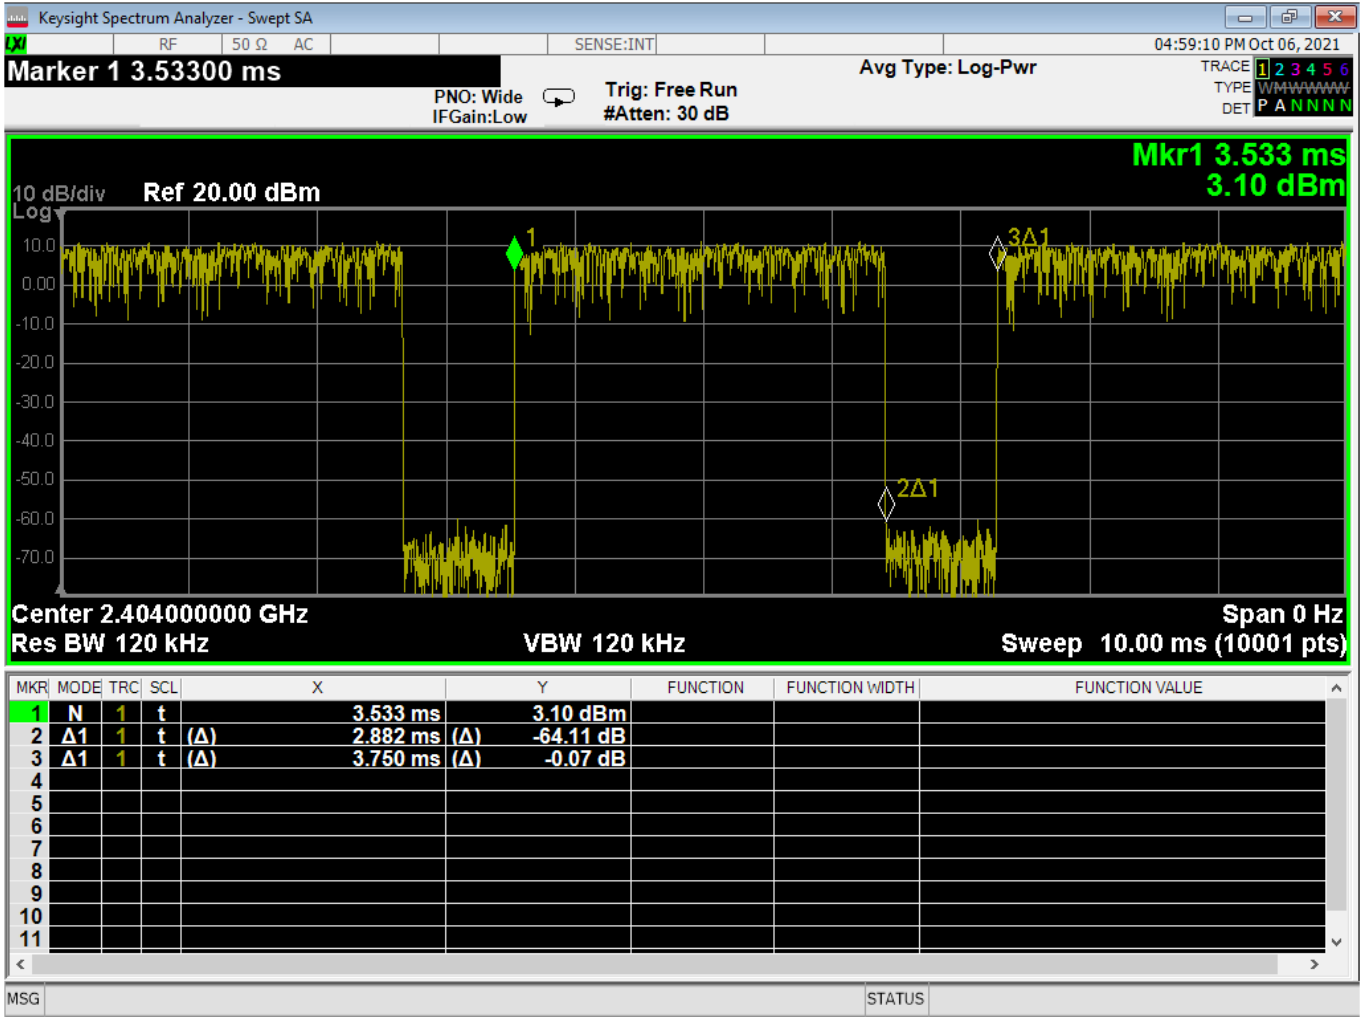 Keysight Spectrum Analyzer - Swept SA
LXI RF 50 Ω AC SENSE:INT 04:59:10 PM Oct 06, 2021
Marker 1 3.53300 ms
PNO: Wide
IFGain:Low
Trig: Free Run
#Atten: 30 dB
Avg Type: Log-Pwr
TRACE 1 2 3 4 5 6
TYPE WMWWWW
DET P A N N N N
Mkr1 3.533 ms
3.10 dBm
10 dB/div Ref 20.00 dBm
Log
10.0
0.00
-10.0
-20.0
-30.0
-40.0
-50.0
-60.0
-70.0
1
3Δ1
2Δ1
Center 2.404000000 GHz Span 0 Hz
Res BW 120 kHz VBW 120 kHz Sweep 10.00 ms (10001 pts)
MKR MODE TRC SCL X Y FUNCTION FUNCTION WIDTH FUNCTION VALUE
1 N 1 t 3.533 ms 3.10 dBm
2 Δ1 1 t (Δ) 2.882 ms (Δ) -64.11 dB
3 Δ1 1 t (Δ) 3.750 ms (Δ) -0.07 dB
4
5
6
7
8
9
10
11
MSG STATUS